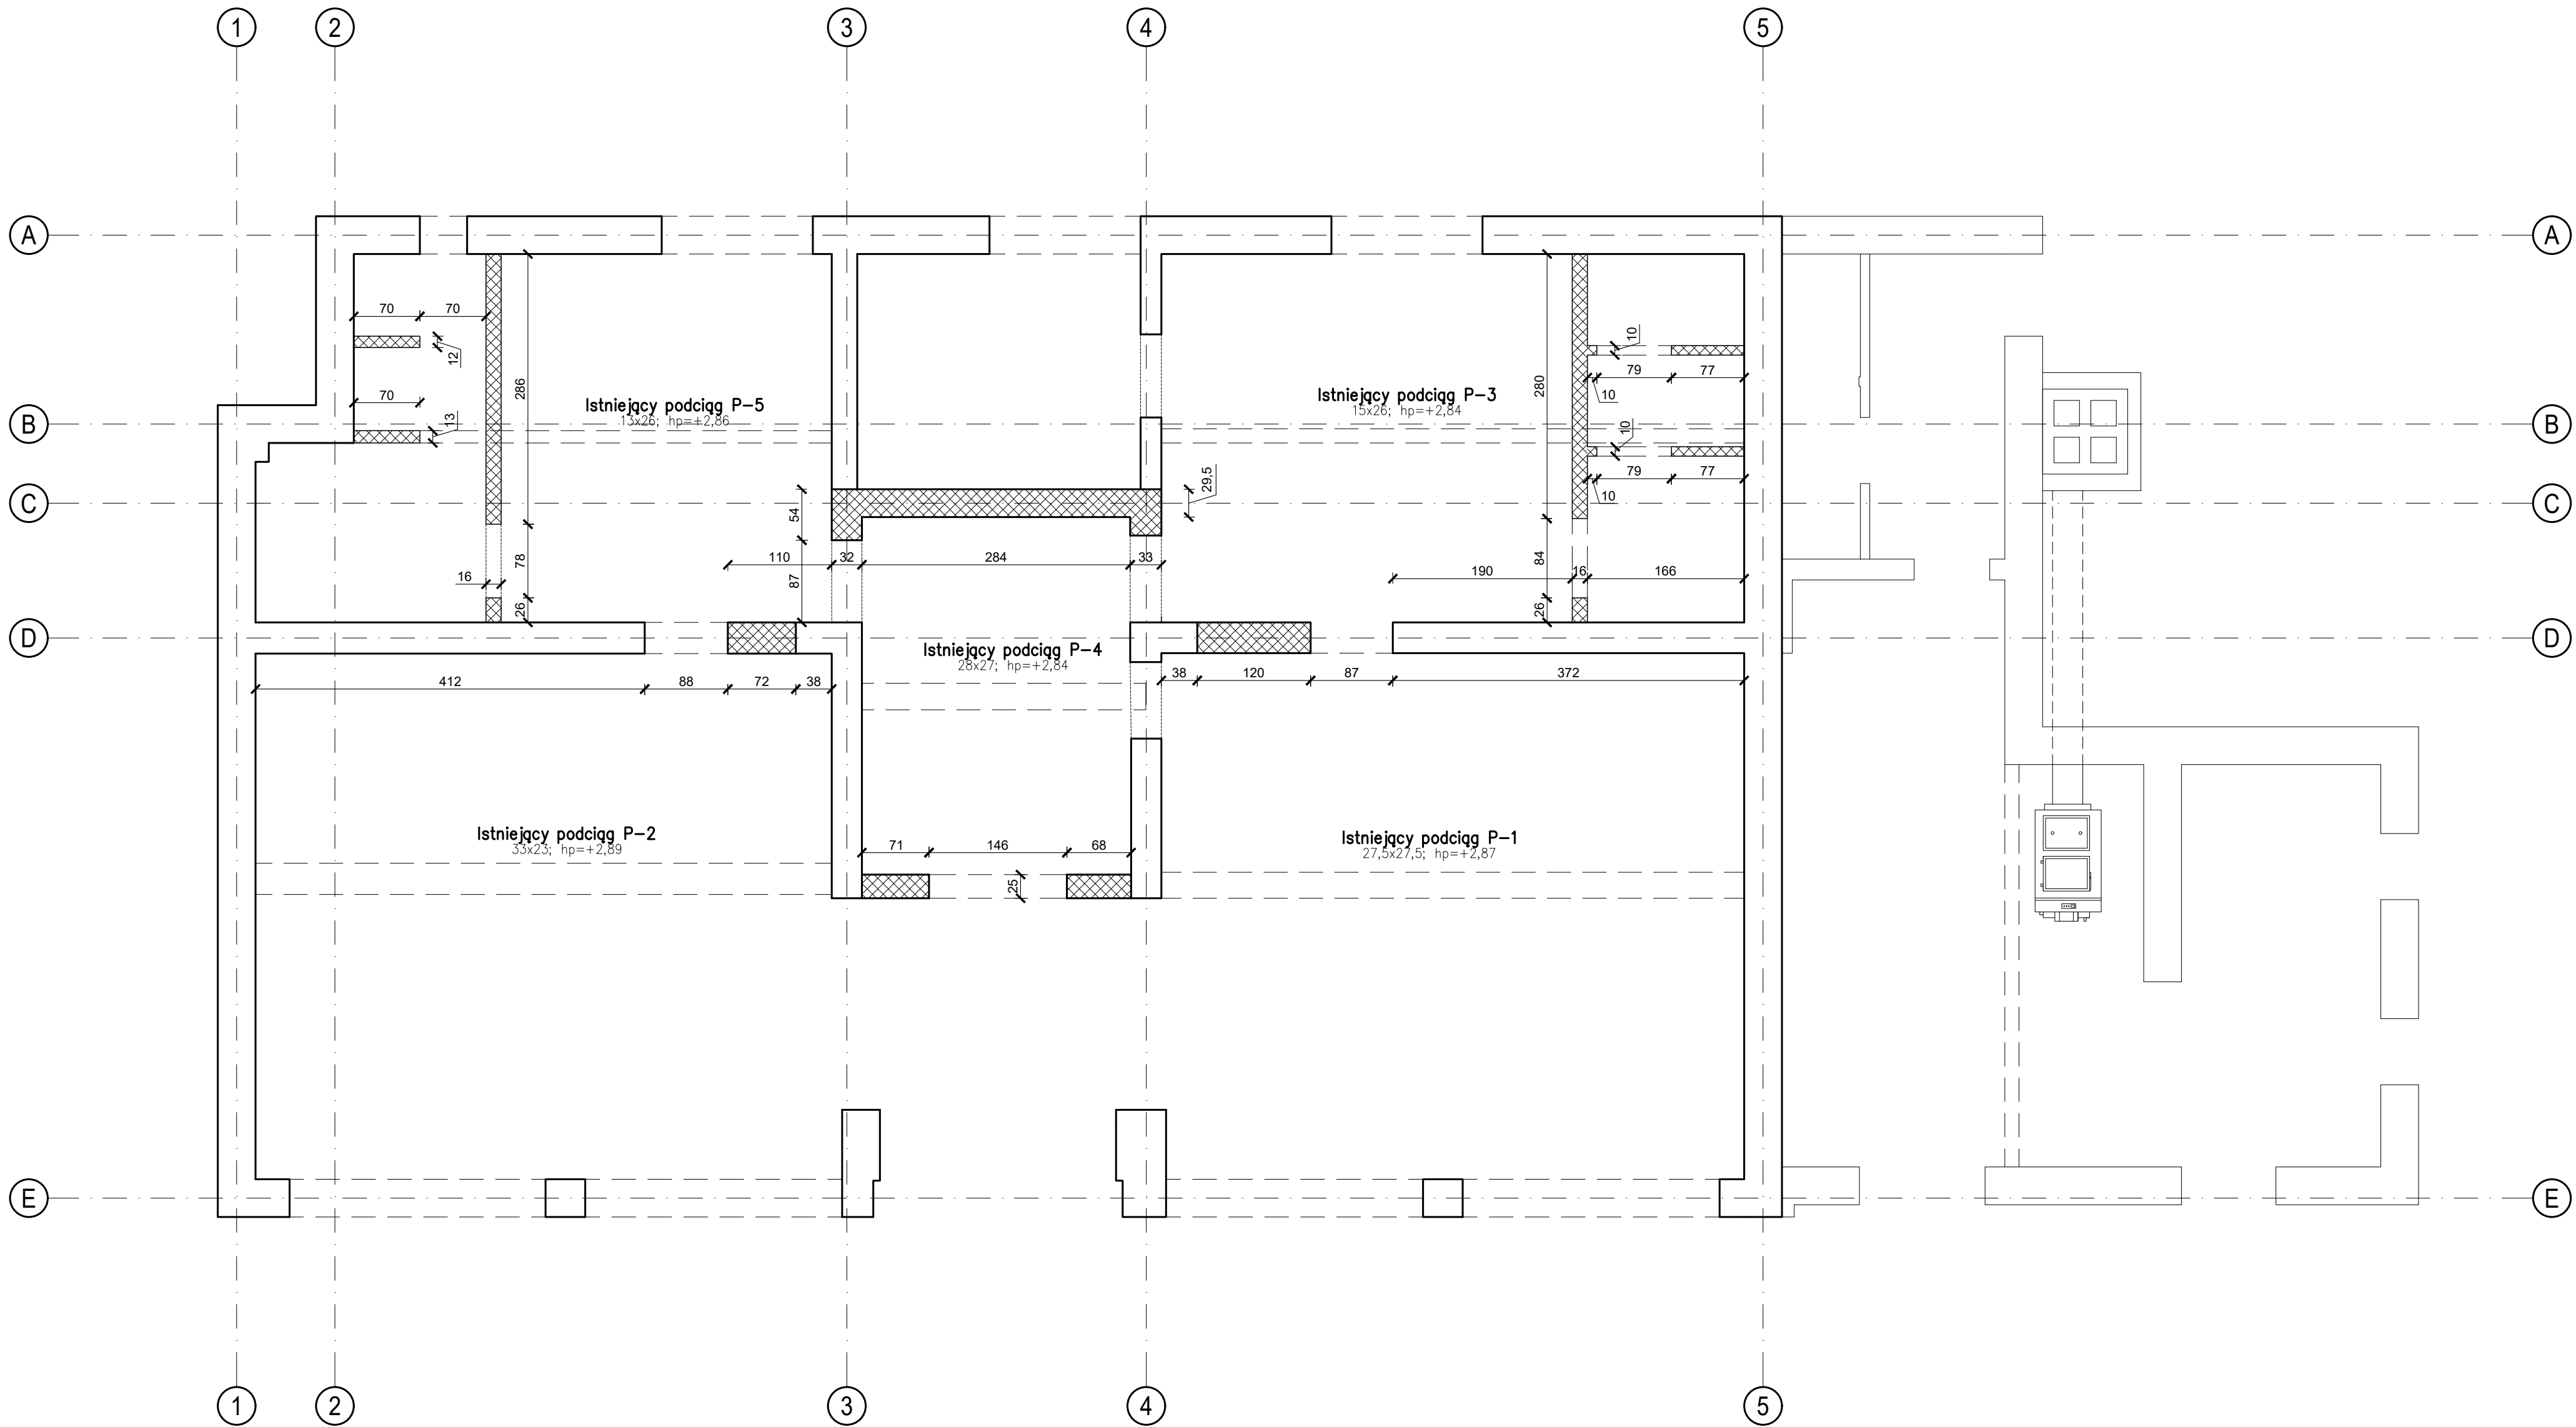 1 2 3 4 5
A A
70 70
12
286
10
79 77
10
280
Istniejący podciąg P-5
13x26; hp=+2,86
Istniejący podciąg P-3
15x26; hp=+2,84
70
13
B B
10
79 77
10
29,5
C C
54
110 32 284 33
87
78
16
26
190 16 166
84
26
D D
Istniejący podciąg P-4
28x27; hp=+2,84
412 88 72 38
38 120 87 372
Istniejący podciąg P-2
33x23; hp=+2,89
Istniejący podciąg P-1
27,5x27,5; hp=+2,87
71 146 68
25
E E
1 2 3 4 5